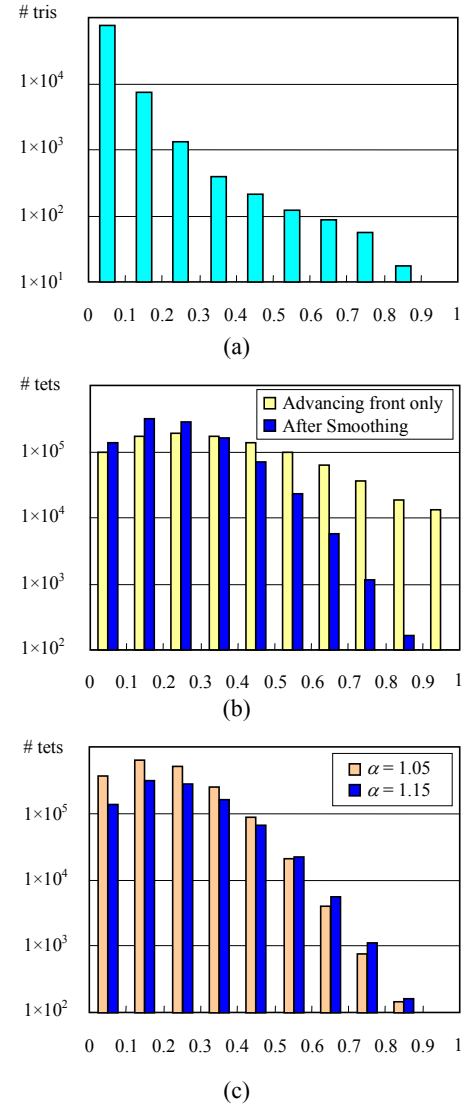 # tris
1×10⁴
1×10³
1×10²
1×10¹
0 0.1 0.2 0.3 0.4 0.5 0.6 0.7 0.8 0.9 1
(a)
# tets
Advancing front only
After Smoothing
1×10⁵
1×10⁴
1×10³
1×10²
0 0.1 0.2 0.3 0.4 0.5 0.6 0.7 0.8 0.9 1
(b)
# tets
α = 1.05
α = 1.15
1×10⁵
1×10⁴
1×10³
1×10²
0 0.1 0.2 0.3 0.4 0.5 0.6 0.7 0.8 0.9 1
(c)